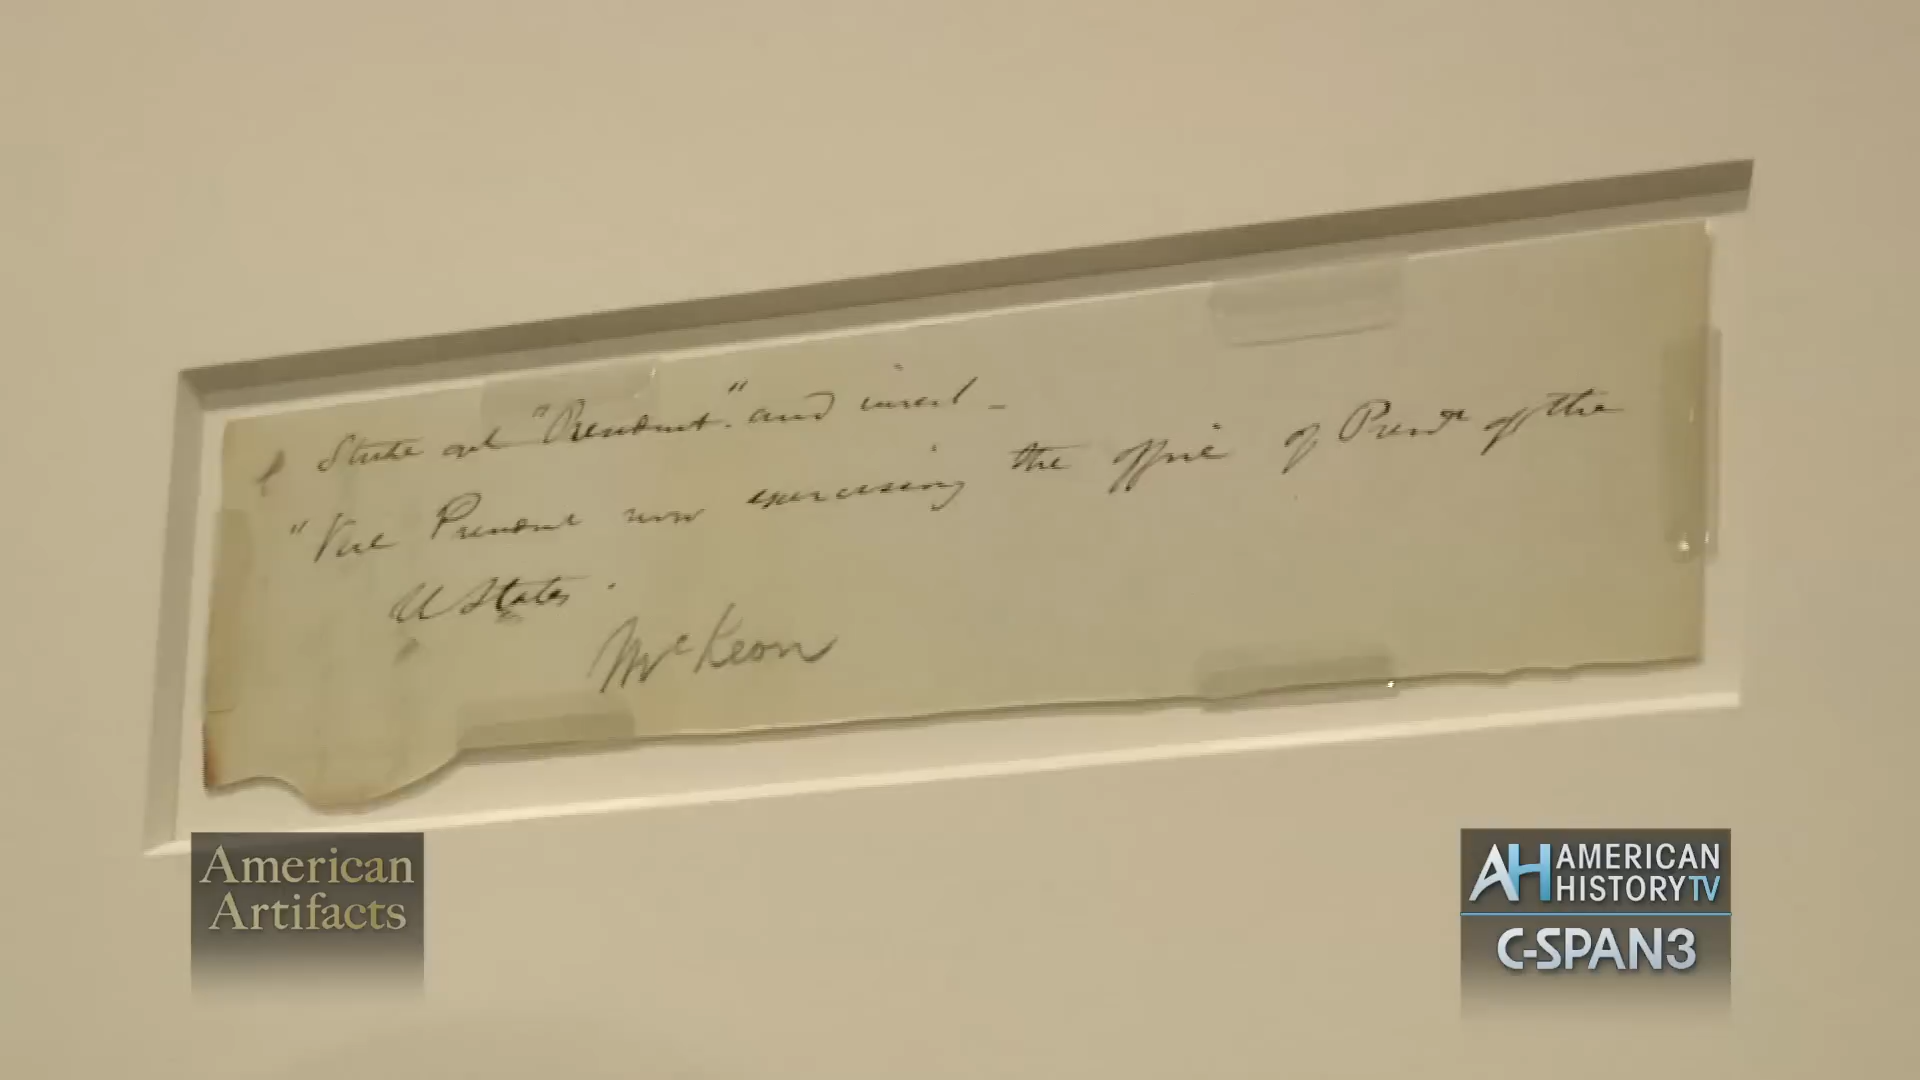 Strike out "President" and insert –
"Vice President now exercising the office of Presdt of the
U States.
McKeon
American
Artifacts
AH AMERICAN
HISTORY TV
C-SPAN3